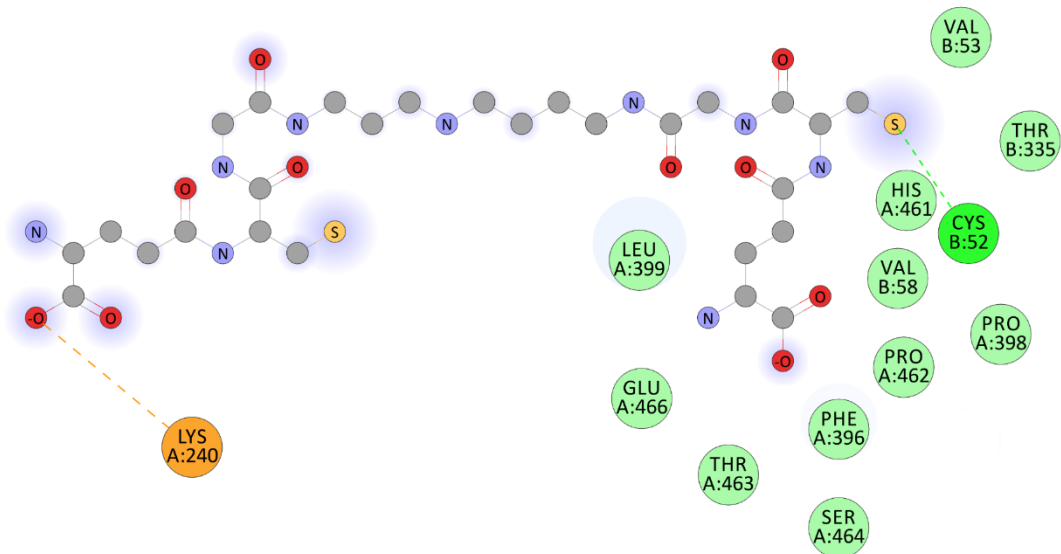 VAL
B:53
O
O
N
N
N
N
S
THR
B:335
N
O
O
O
O
N
HIS
A:461
N
N
S
CYS
B:52
LEU
A:399
VAL
B:58
-O
O
N
O
-O
PRO
A:398
PRO
A:462
GLU
A:466
PHE
A:396
LYS
A:240
THR
A:463
SER
A:464